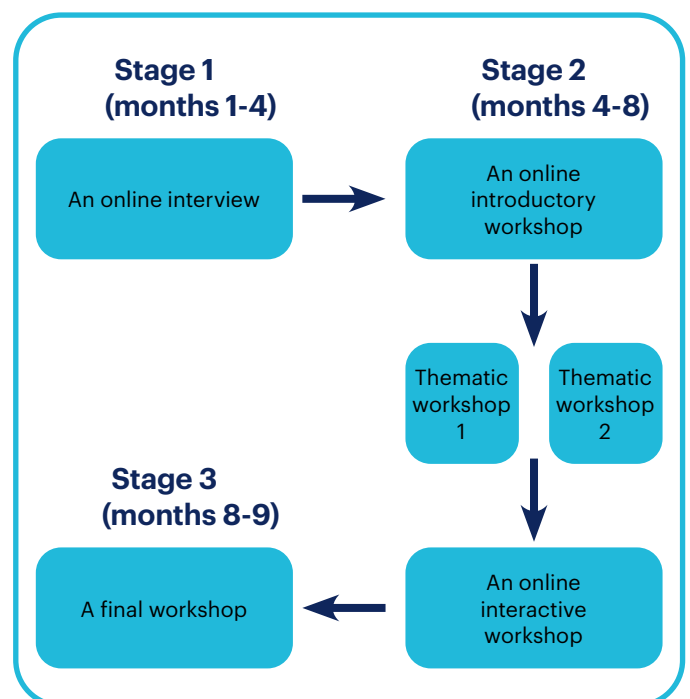 Stage 1
(months 1-4)
An online interview
Stage 2
(months 4-8)
An online
introductory
workshop
Thematic
workshop
1
Thematic
workshop
2
An online
interactive
workshop
Stage 3
(months 8-9)
A final workshop